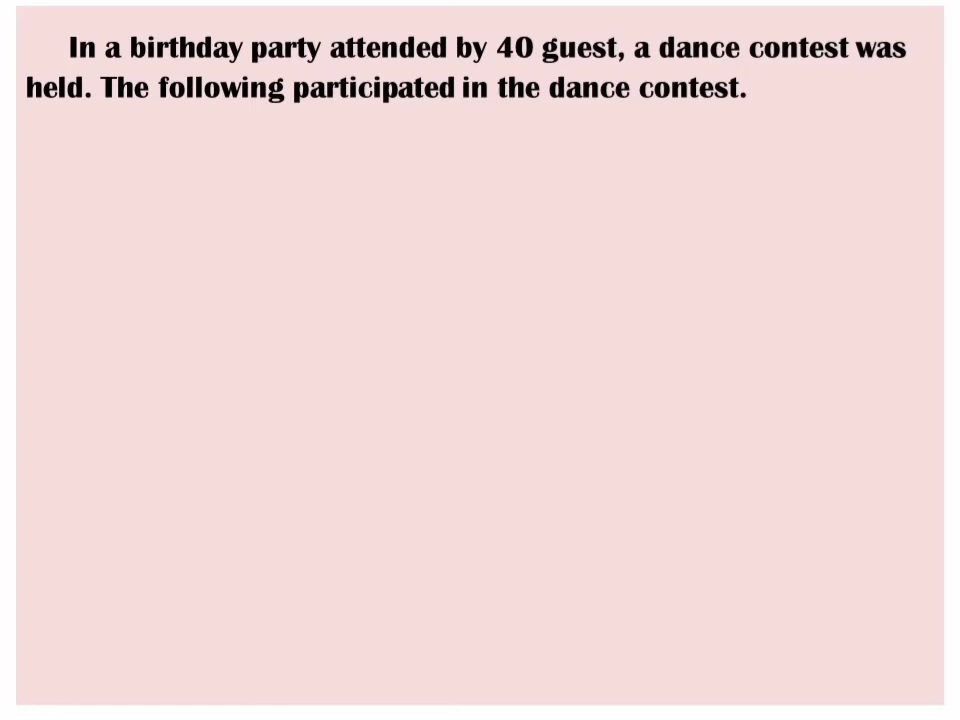 In a birthday party attended by 40 guest, a dance contest was
held. The following participated in the dance contest.